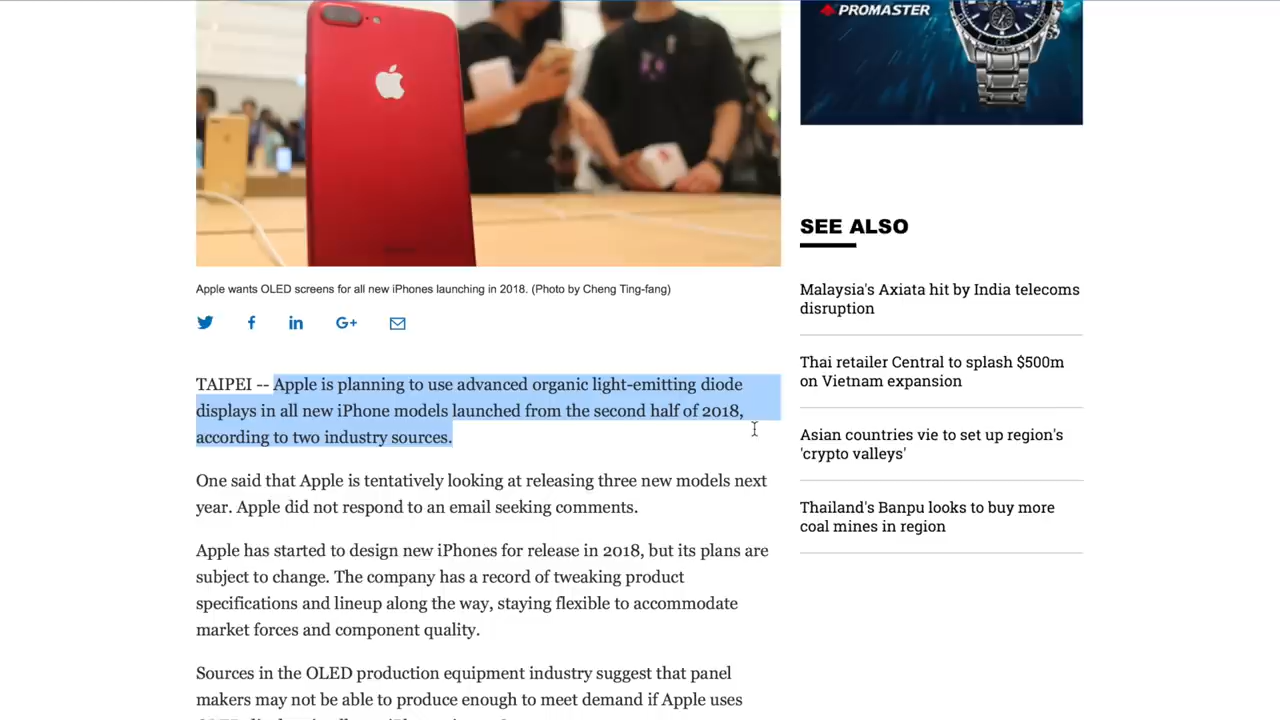 PROMASTER
Apple wants OLED screens for all new iPhones launching in 2018. (Photo by Cheng Ting-fang)
G+
TAIPEI -- Apple is planning to use advanced organic light-emitting diode
displays in all new iPhone models launched from the second half of 2018,
according to two industry sources.
One said that Apple is tentatively looking at releasing three new models next
year. Apple did not respond to an email seeking comments.
Apple has started to design new iPhones for release in 2018, but its plans are
subject to change. The company has a record of tweaking product
specifications and lineup along the way, staying flexible to accommodate
market forces and component quality.
Sources in the OLED production equipment industry suggest that panel
makers may not be able to produce enough to meet demand if Apple uses
SEE ALSO
Malaysia's Axiata hit by India telecoms
disruption
Thai retailer Central to splash $500m
on Vietnam expansion
Asian countries vie to set up region's
'crypto valleys'
Thailand's Banpu looks to buy more
coal mines in region